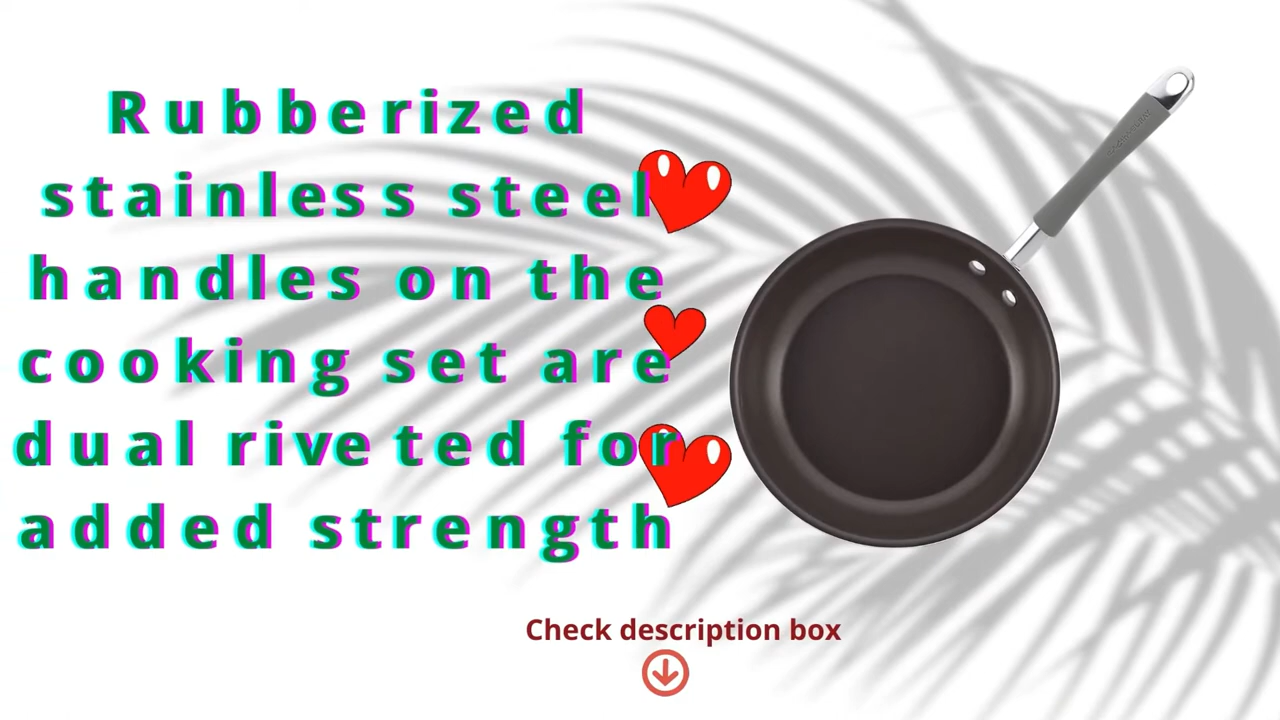 Rubberized
stainless steel
handles on the
cooking set are
dual riveted for
added strength
Check description box